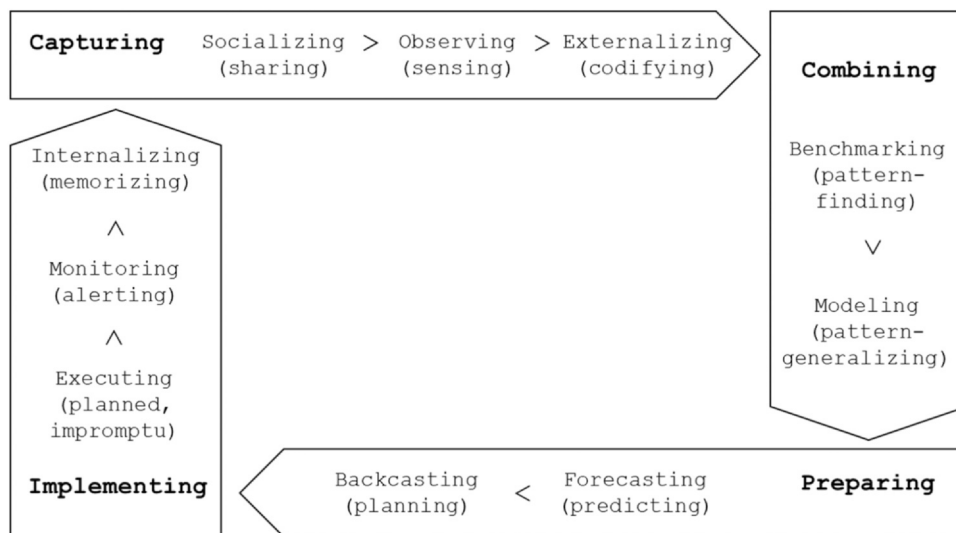 Capturing
Socializing > Observing > Externalizing
(sharing) (sensing) (codifying)
Combining
Benchmarking
(pattern-
finding)
>
Modeling
(pattern-
generalizing)
Preparing
Backcasting < Forecasting
(planning) (predicting)
Implementing
Executing
(planned,
impromptu)
>
Monitoring
(alerting)
>
Internalizing
(memorizing)